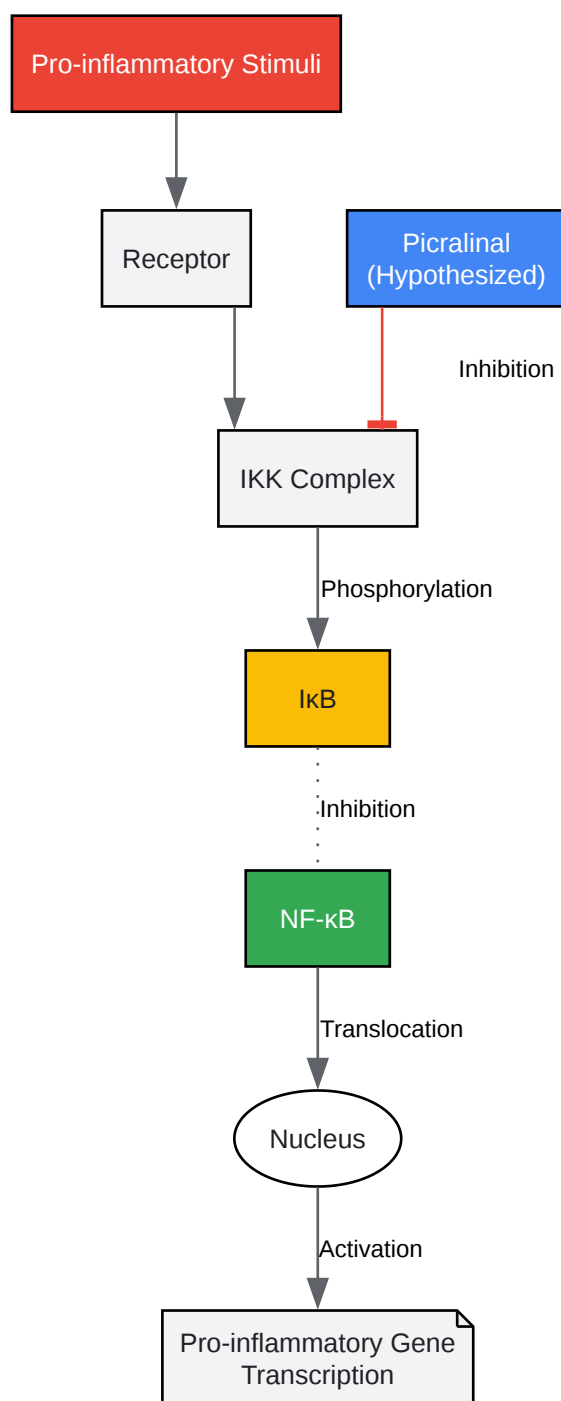 Pro-inflammatory Stimuli
Receptor
Picralinal
(Hypothesized)
Inhibition
IKK Complex
Phosphorylation
IκB
Inhibition
NF-κB
Translocation
Nucleus
Activation
Pro-inflammatory Gene
Transcription